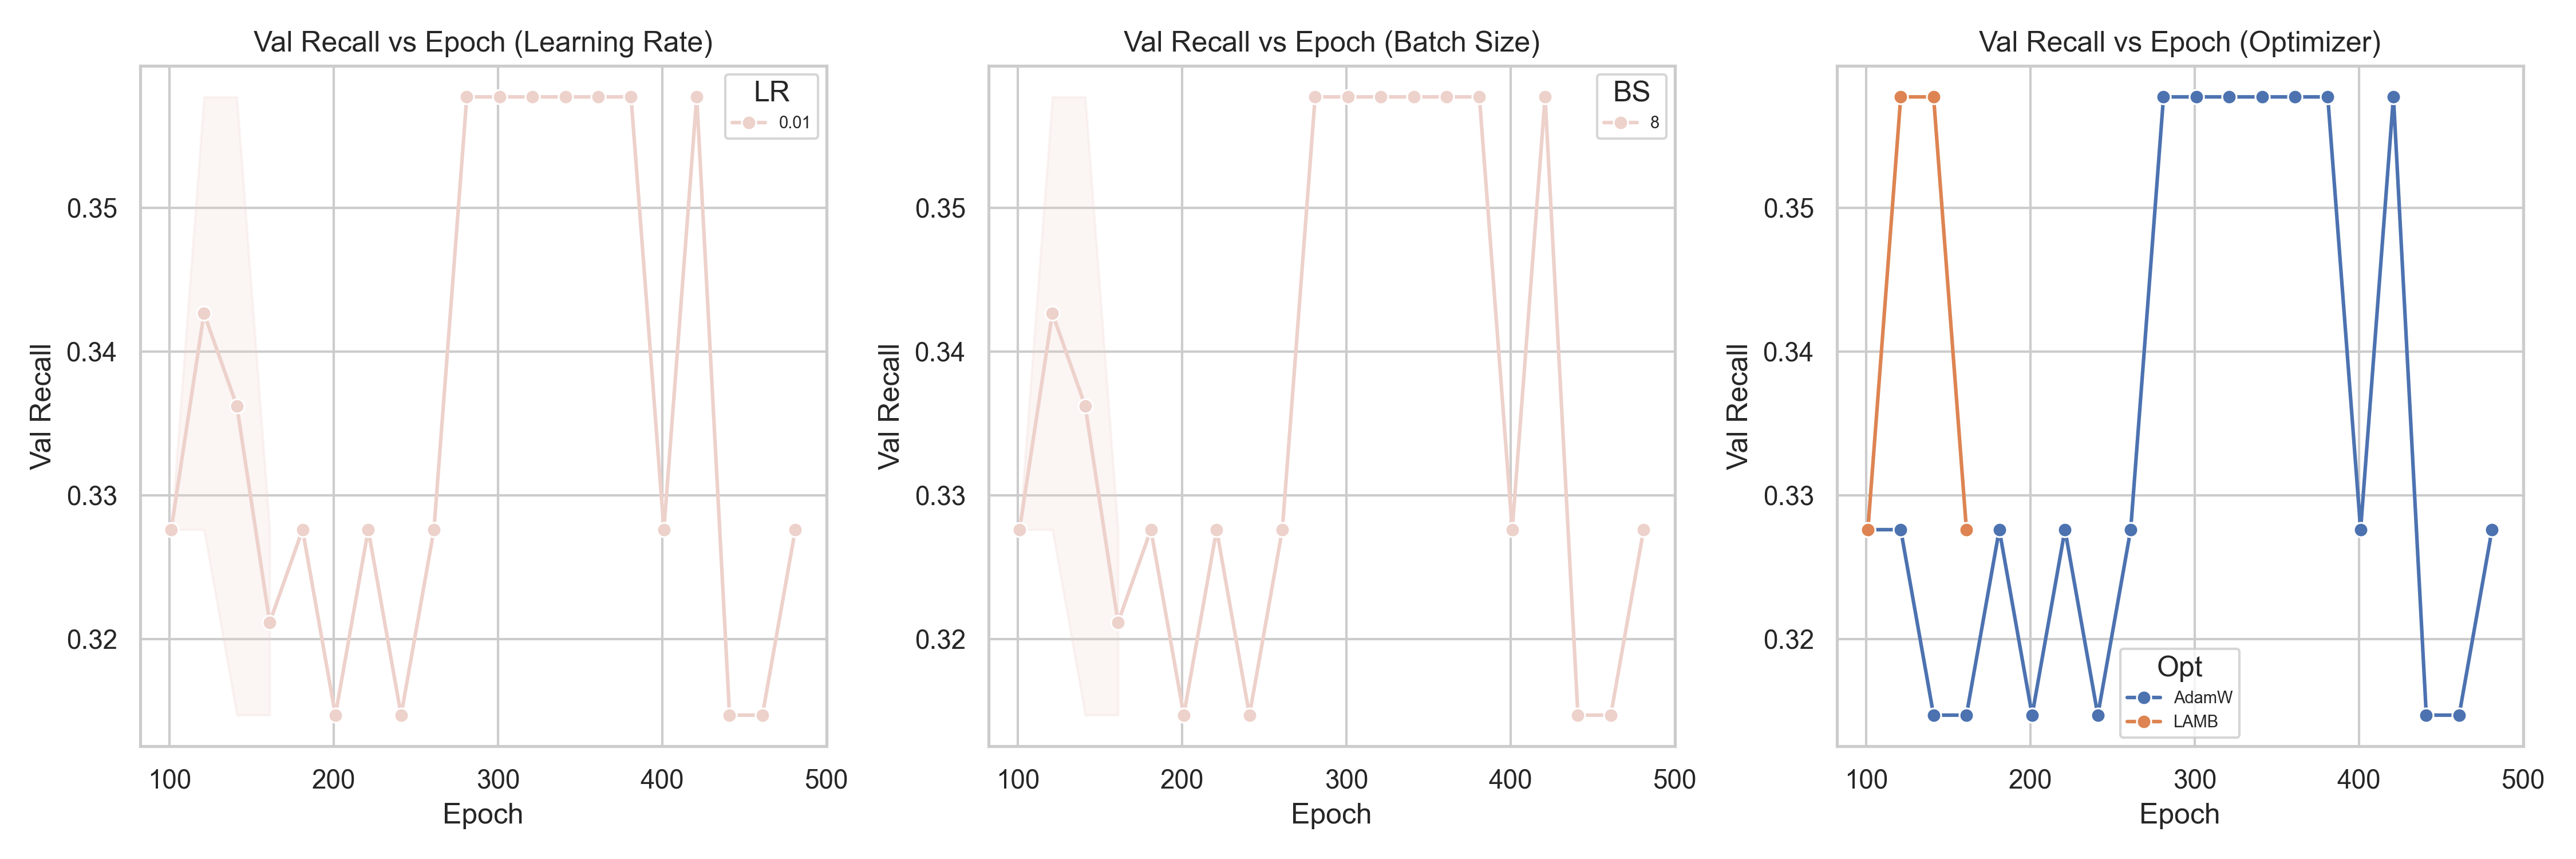 Val Recall vs Epoch (Learning Rate)
LR
0.01
0.35
0.34
0.33
0.32
Val Recall
100 200 300 400 500
Epoch
Val Recall vs Epoch (Batch Size)
BS
8
0.35
0.34
0.33
0.32
Val Recall
100 200 300 400 500
Epoch
Val Recall vs Epoch (Optimizer)
0.35
0.34
0.33
0.32
Val Recall
Opt
AdamW
LAMB
100 200 300 400 500
Epoch